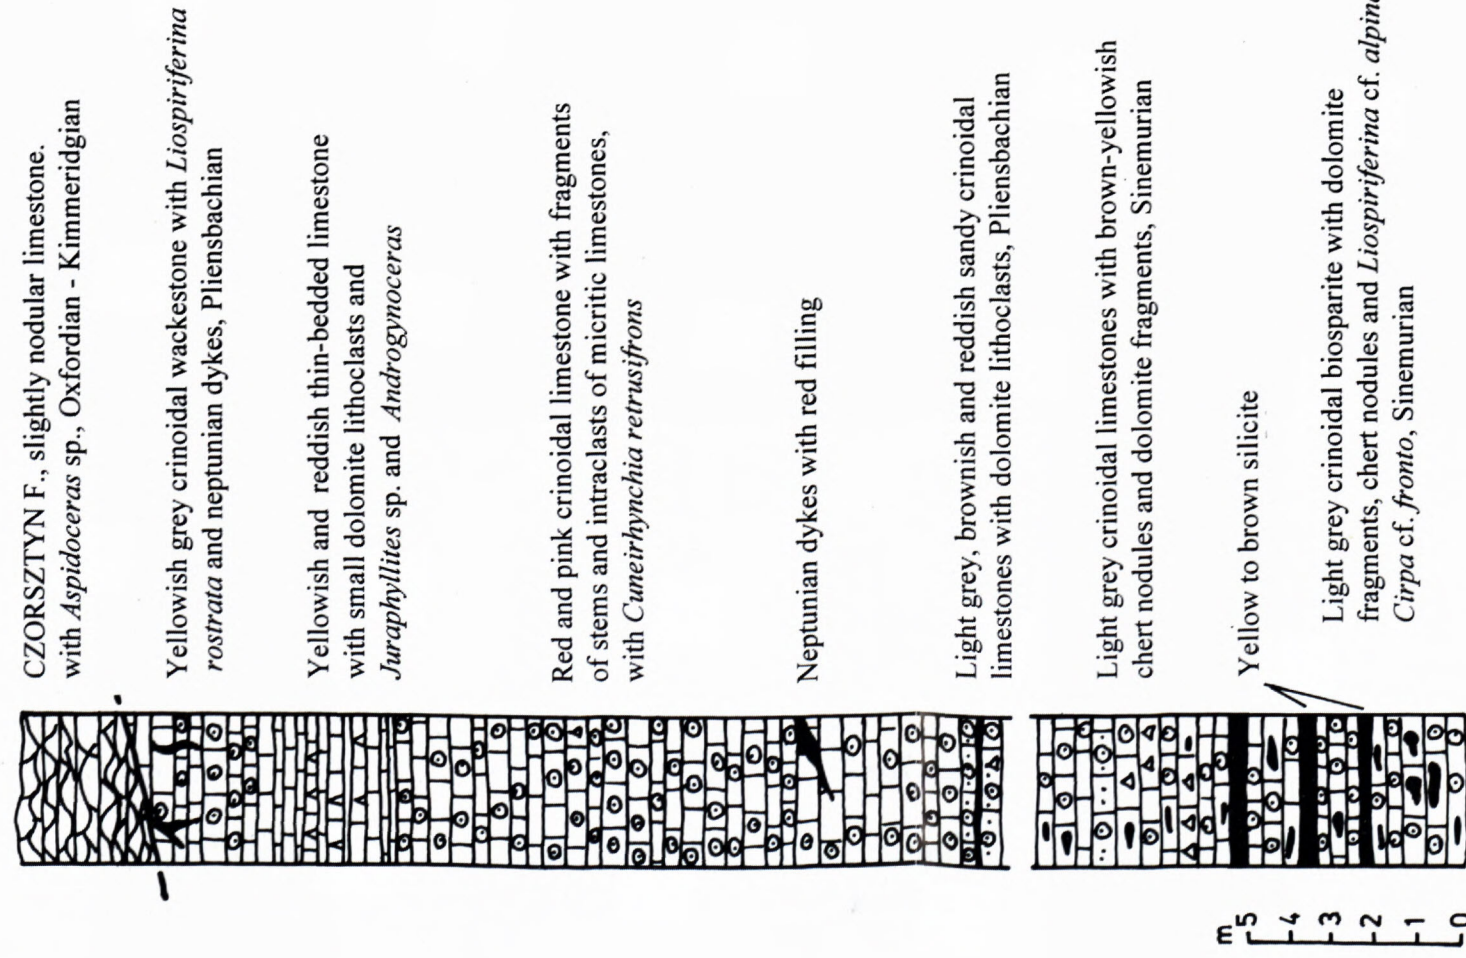 CZORSZTYN F., slightly nodular limestone.
with Aspidoceras sp., Oxfordian - Kimmeridgian
Yellowish grey crinoidal wackestone with Liospiriferina
rostrata and neptunian dykes, Pliensbachian
Yellowish and reddish thin-bedded limestone
with small dolomite lithoclasts and
Juraphyllites sp. and Androgynoceras
Red and pink crinoidal limestone with fragments
of stems and intraclasts of micritic limestones,
with Cuneirhynchia retrusifrons
Neptunian dykes with red filling
Light grey, brownish and reddish sandy crinoidal
limestones with dolomite lithoclasts, Pliensbachian
Light grey crinoidal limestones with brown-yellowish
chert nodules and dolomite fragments, Sinemurian
Yellow to brown silicite
Light grey crinoidal biosparite with dolomite
fragments, chert nodules and Liospiriferina cf. alpina
Cirpa cf. fronto, Sinemurian
m
5
4
3
2
1
0